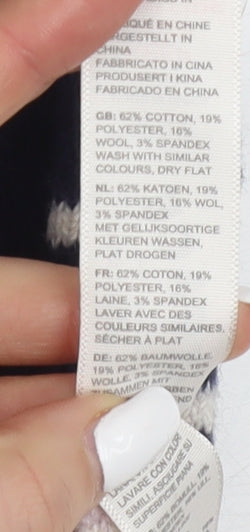 FABRIQUÉ EN CHINE
HERGESTELLT IN
CHINA
FABBRICATO IN CINA
PRODUSERT I KINA
FABRICADO EN CHINA
GB: 62% COTTON, 19%
POLYESTER, 16%
WOOL, 3% SPANDEX
WASH WITH SIMILAR
COLOURS, DRY FLAT
NL: 62% KATOEN, 19%
POLYESTER, 16% WOL,
3% SPANDEX
MET GELIJKSOORTIGE
KLEUREN WASSEN,
PLAT DROGEN
FR: 62% COTON, 19%
POLYESTER, 16%
LAINE, 3% SPANDEX
LAVER AVEC DES
COULEURS SIMILAIRES,
SÉCHER À PLAT
DE: 62% BAUMWOLLE,
19% POLYESTER, 16%
WOLLE, 3% SPANDEX
ZUSAMMEN MIT
LAVARE CON COLORI
SIMILI, ASCIUGARE SU
SUPERFICIE PIANA